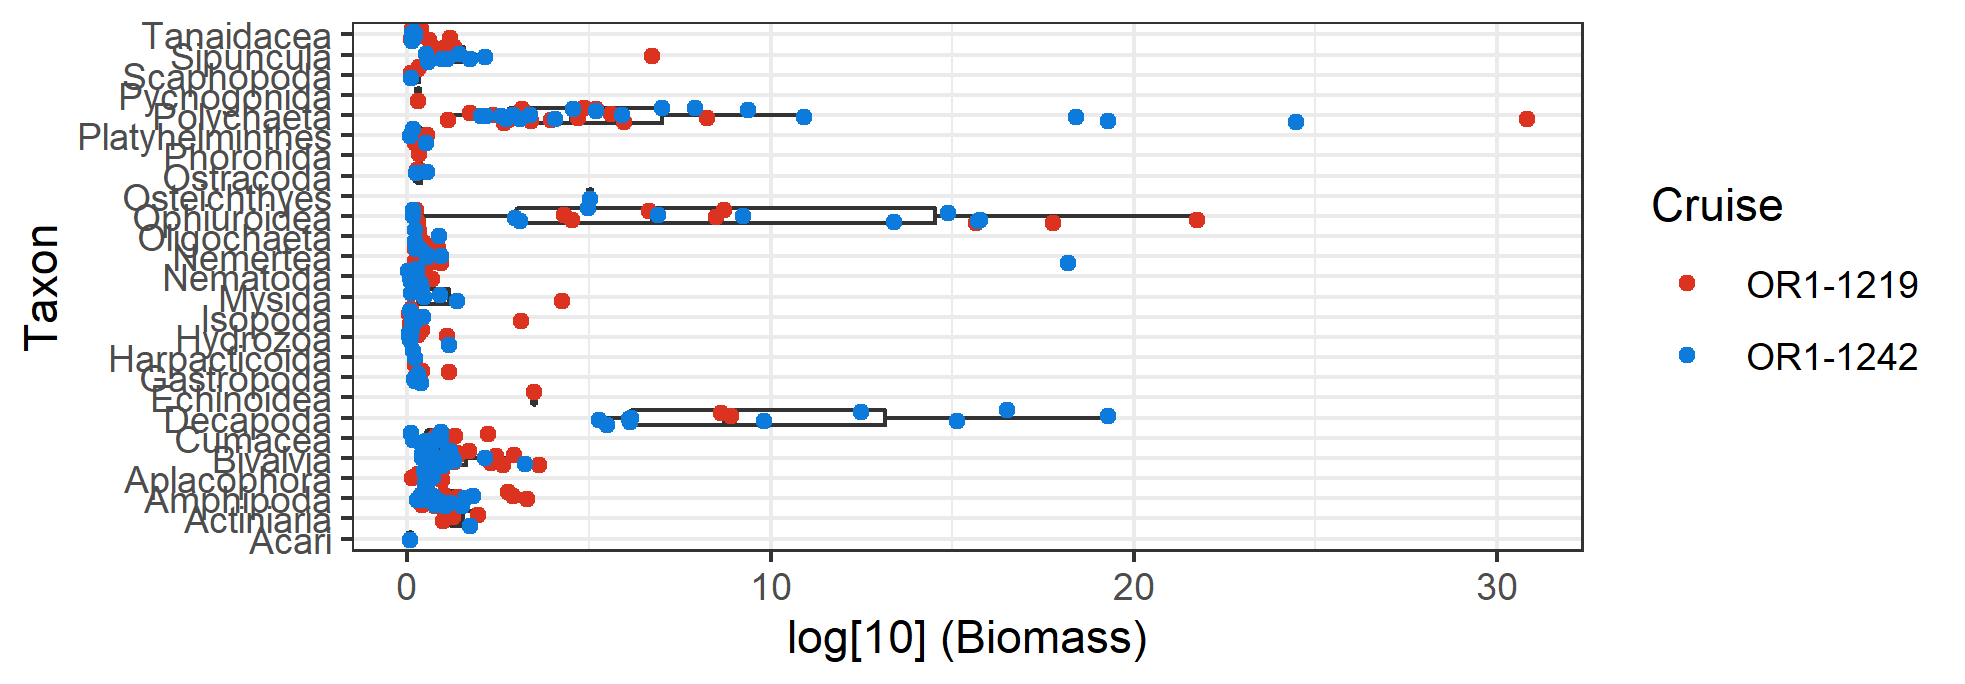 Taxon
Tanaidacea
Sipuncula
Scaphopoda
Pycnogonida
Polychaeta
Platyhelminthes
Phoronida
Ostracoda
Osteichthyes
Ophiuroidea
Oligochaeta
Nemertea
Nematoda
Mysida
Isopoda
Hydrozoa
Harpacticoida
Gastropoda
Echinoidea
Decapoda
Cumacea
Bivalvia
Aplacophora
Amphipoda
Actiniaria
Acari
0 10 20 30
log[10] (Biomass)
Cruise
OR1-1219
OR1-1242